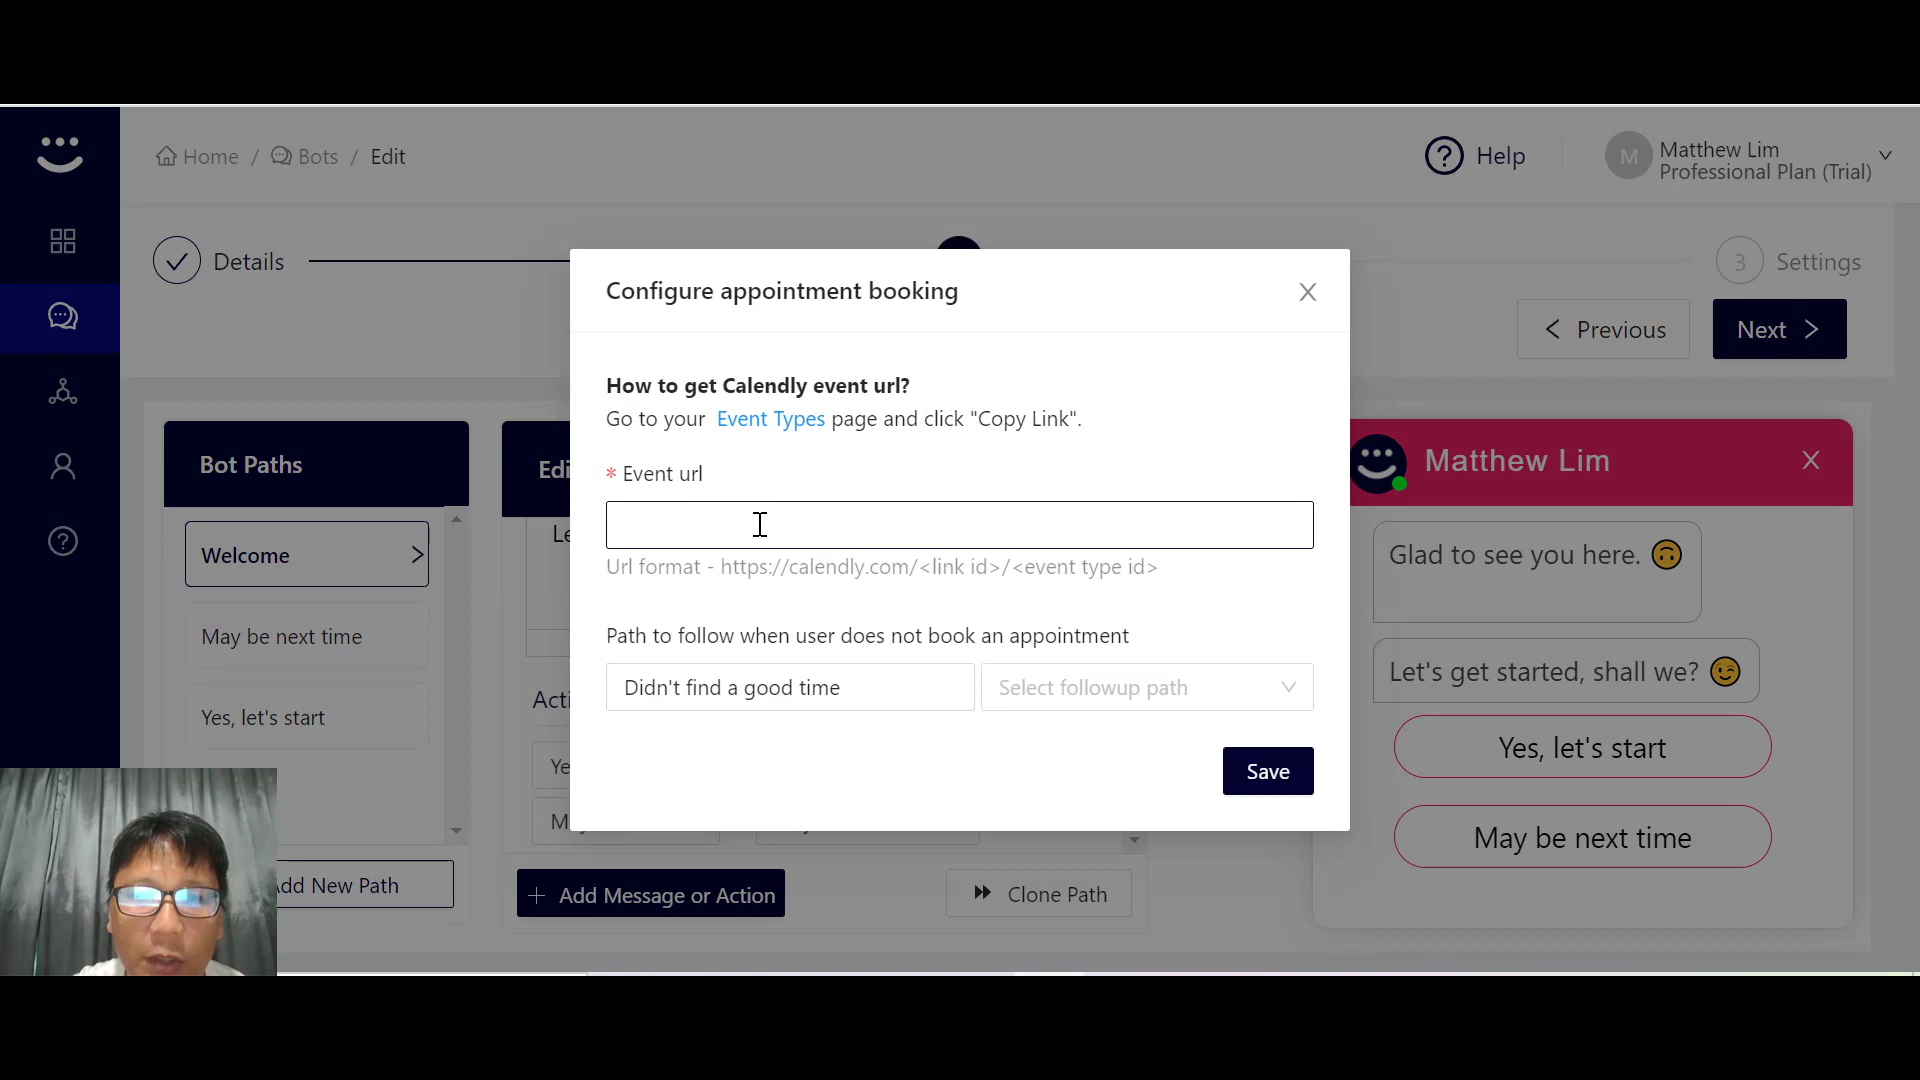 Home / Bots / Edit
Help
M
Matthew Lim
Professional Plan (Trial)
Details
3 Settings
Previous
Next
Configure appointment booking
How to get Calendly event url?
Go to your Event Types page and click "Copy Link".
* Event url
Url format - https://calendly.com/<link id>/<event type id>
Path to follow when user does not book an appointment
Didn't find a good time
Select followup path
Save
Bot Paths
Welcome
May be next time
Yes, let's start
dd New Path
Edi
Le
Acti
Ye
M
Add Message or Action
Clone Path
Matthew Lim
X
Glad to see you here. 🙃
Let's get started, shall we? 😉
Yes, let's start
May be next time